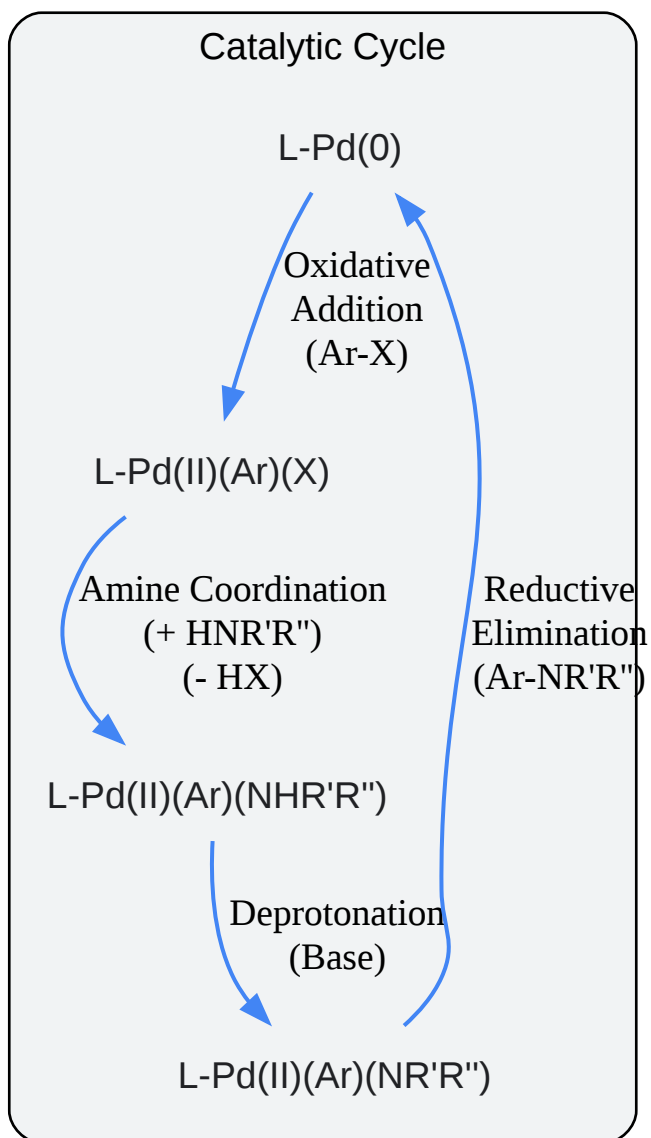 Catalytic Cycle
L-Pd(0)
Oxidative
Addition
(Ar-X)
L-Pd(II)(Ar)(X)
Amine Coordination
(+ HNR'R")
(- HX)
Reductive
Elimination
(Ar-NR'R")
L-Pd(II)(Ar)(NHR'R")
Deprotonation
(Base)
L-Pd(II)(Ar)(NR'R")